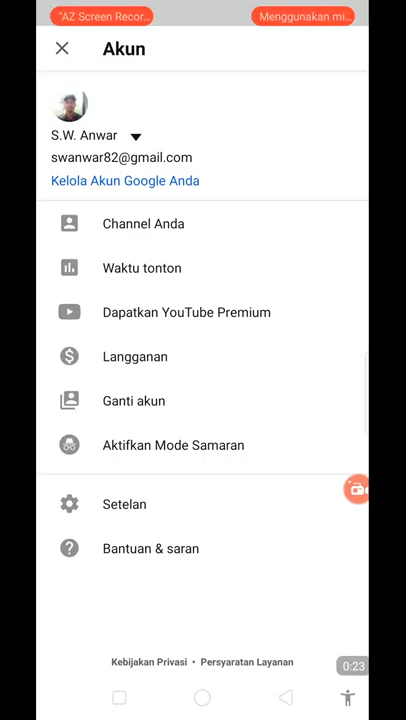 "AZ Screen Recor...
Menggunakan mi...
Akun
S.W. Anwar
swanwar82@gmail.com
Kelola Akun Google Anda
Channel Anda
Waktu tonton
Dapatkan YouTube Premium
Langganan
Ganti akun
Aktifkan Mode Samaran
Setelan
Bantuan & saran
Kebijakan Privasi • Persyaratan Layanan
0:23